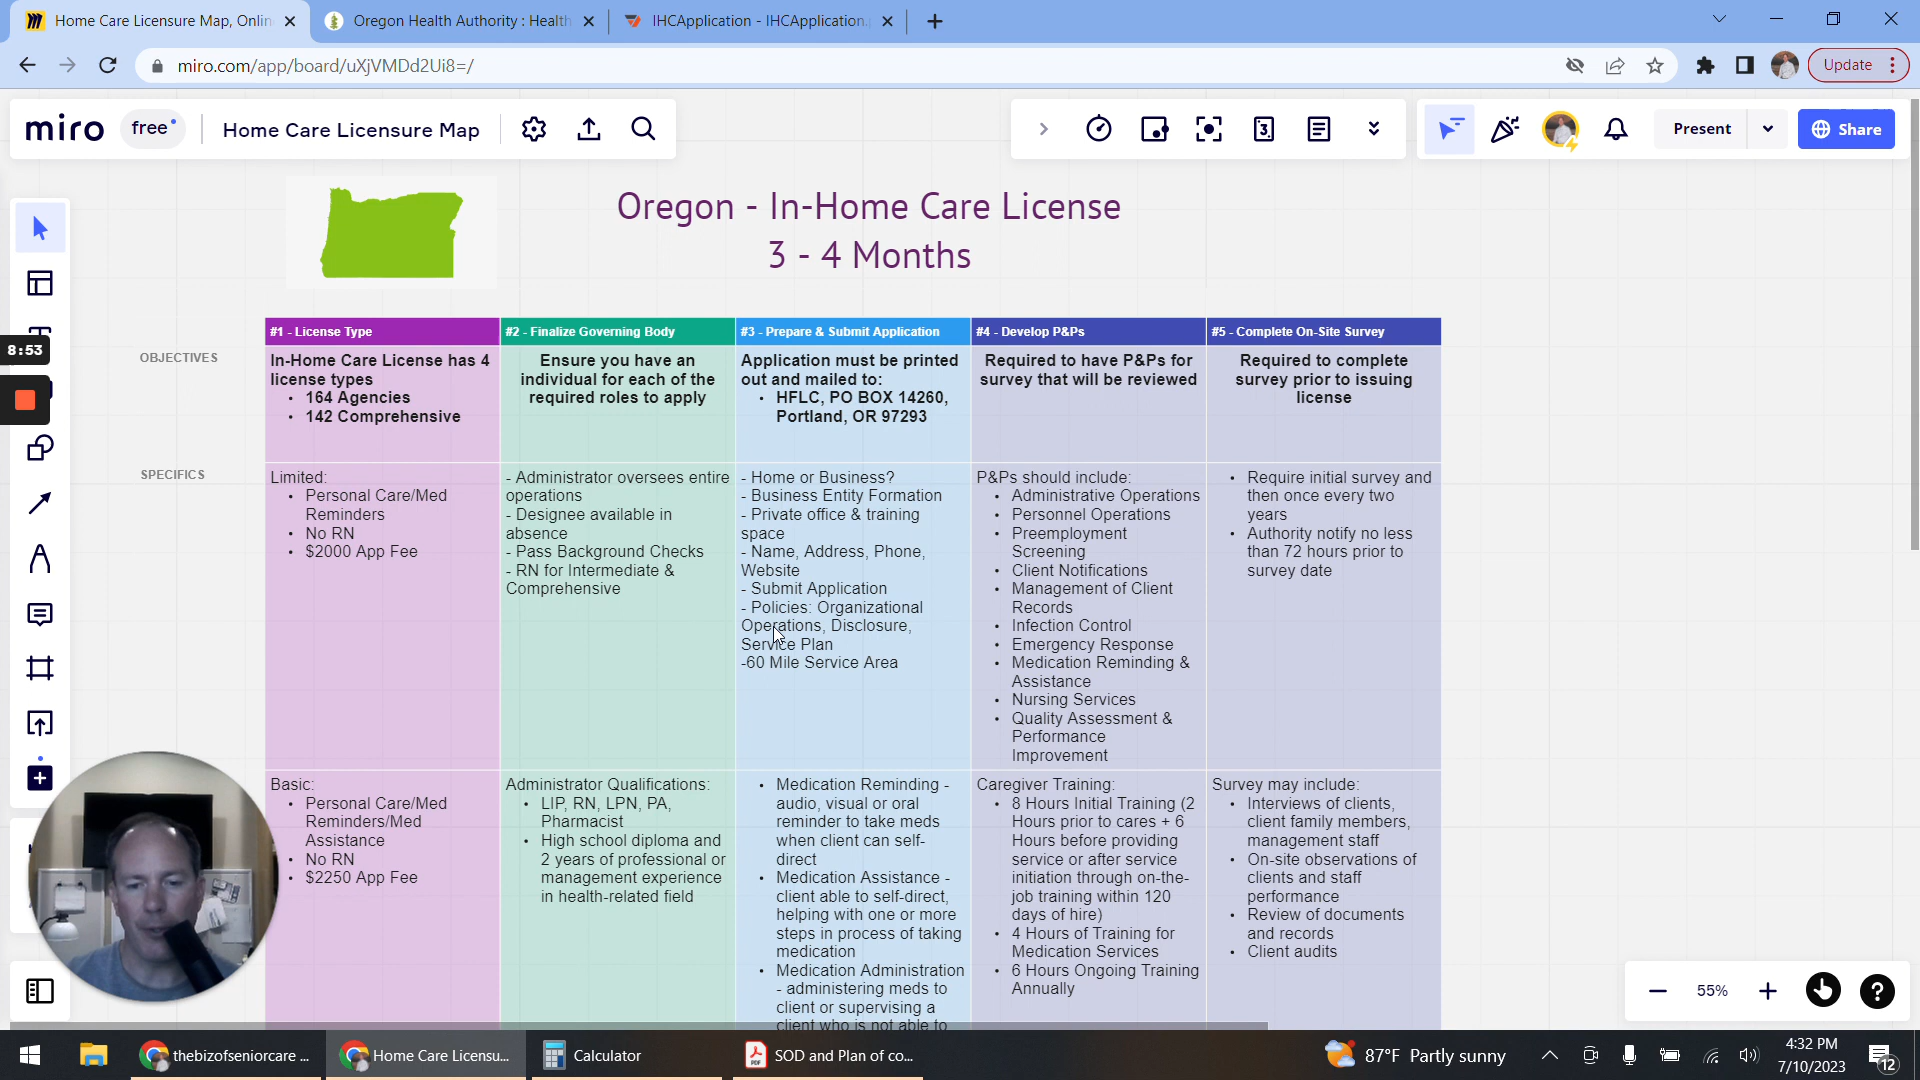 Home Care Licensure Map, Onlin
Oregon Health Authority : Health
IHCApplication - IHCApplication.
miro.com/app/board/uXjVMDd2Ui8=/
Update
miro
free
Home Care Licensure Map
Present
Share
Oregon - In-Home Care License
3 - 4 Months
8:53
OBJECTIVES
SPECIFICS
#1 - License Type
In-Home Care License has 4
license types
• 164 Agencies
• 142 Comprehensive
Limited:
• Personal Care/Med
Reminders
• No RN
• $2000 App Fee
Basic:
• Personal Care/Med
Reminders/Med
Assistance
• No RN
• $2250 App Fee
#2 - Finalize Governing Body
Ensure you have an
individual for each of the
required roles to apply
- Administrator oversees entire
operations
- Designee available in
absence
- Pass Background Checks
- RN for Intermediate &
Comprehensive
Administrator Qualifications:
• LIP, RN, LPN, PA,
Pharmacist
• High school diploma and
2 years of professional or
management experience
in health-related field
#3 - Prepare & Submit Application
Application must be printed
out and mailed to:
• HFLC, PO BOX 14260,
Portland, OR 97293
- Home or Business?
- Business Entity Formation
- Private office & training
space
- Name, Address, Phone,
Website
- Submit Application
- Policies: Organizational
Operations, Disclosure,
Service Plan
-60 Mile Service Area
• Medication Reminding -
audio, visual or oral
reminder to take meds
when client can self-
direct
• Medication Assistance -
client able to self-direct,
helping with one or more
steps in process of taking
medication
• Medication Administration
- administering meds to
client or supervising a
client who is not able to
#4 - Develop P&Ps
Required to have P&Ps for
survey that will be reviewed
P&Ps should include:
• Administrative Operations
• Personnel Operations
• Preemployment
Screening
• Client Notifications
• Management of Client
Records
• Infection Control
• Emergency Response
• Medication Reminding &
Assistance
• Nursing Services
• Quality Assessment &
Performance
Improvement
Caregiver Training:
• 8 Hours Initial Training (2
Hours prior to cares + 6
Hours before providing
service or after service
initiation through on-the-
job training within 120
days of hire)
• 4 Hours of Training for
Medication Services
• 6 Hours Ongoing Training
Annually
#5 - Complete On-Site Survey
Required to complete
survey prior to issuing
license
• Require initial survey and
then once every two
years
• Authority notify no less
than 72 hours prior to
survey date
Survey may include:
• Interviews of clients,
client family members,
management staff
• On-site observations of
clients and staff
performance
• Review of documents
and records
• Client audits
55%
thebizofseniorcare ...
Home Care Licensu...
Calculator
SOD and Plan of co...
87°F Partly sunny
4:32 PM
7/10/2023
12